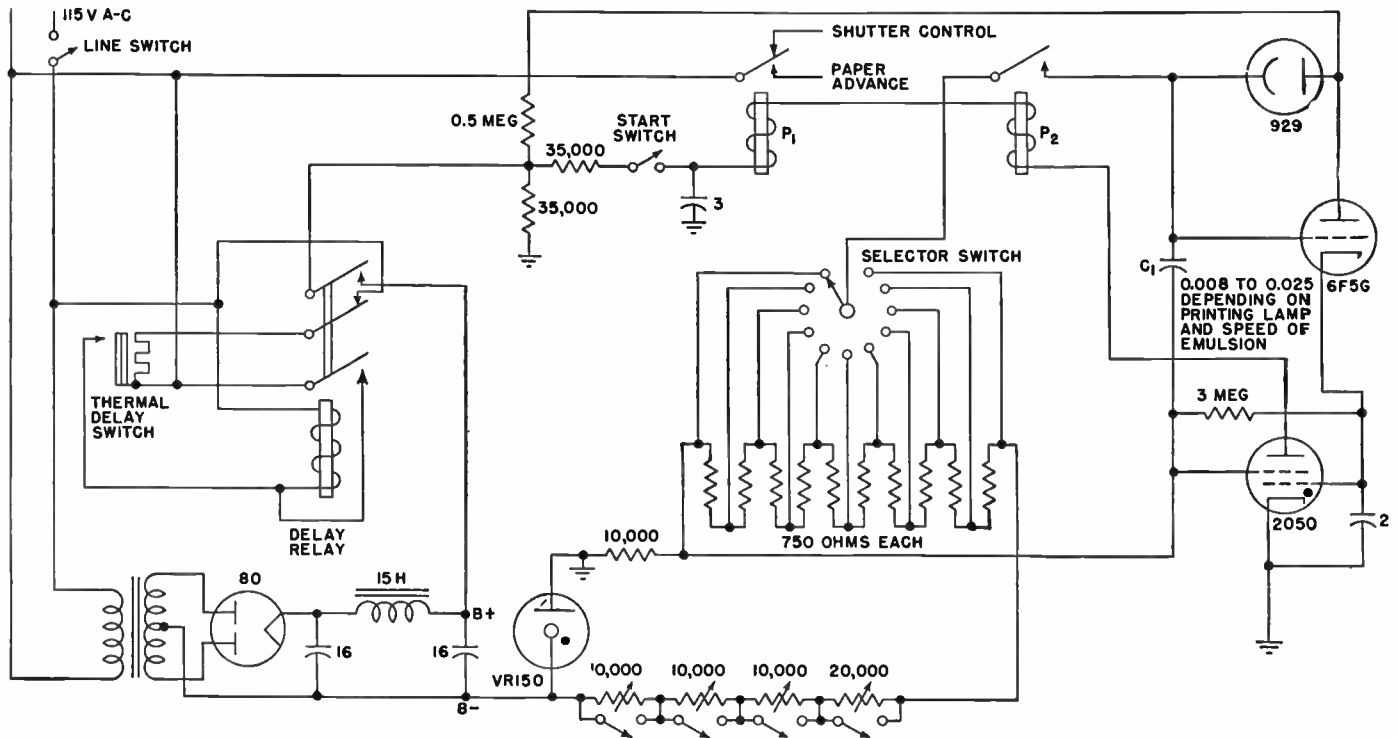 115 V A-C
LINE SWITCH
SHUTTER CONTROL
PAPER
ADVANCE
929
0.5 MEG
START
SWITCH
35,000
P1
P2
35,000
3
SELECTOR SWITCH
C1
0.008 TO 0.025
DEPENDING ON
PRINTING LAMP
AND SPEED OF
EMULSION
6F5G
THERMAL
DELAY
SWITCH
3 MEG
2050
2
DELAY
RELAY
10,000
750 OHMS EACH
80
15 H
B+
16
16
VR150
B-
10,000
10,000
10,000
20,000